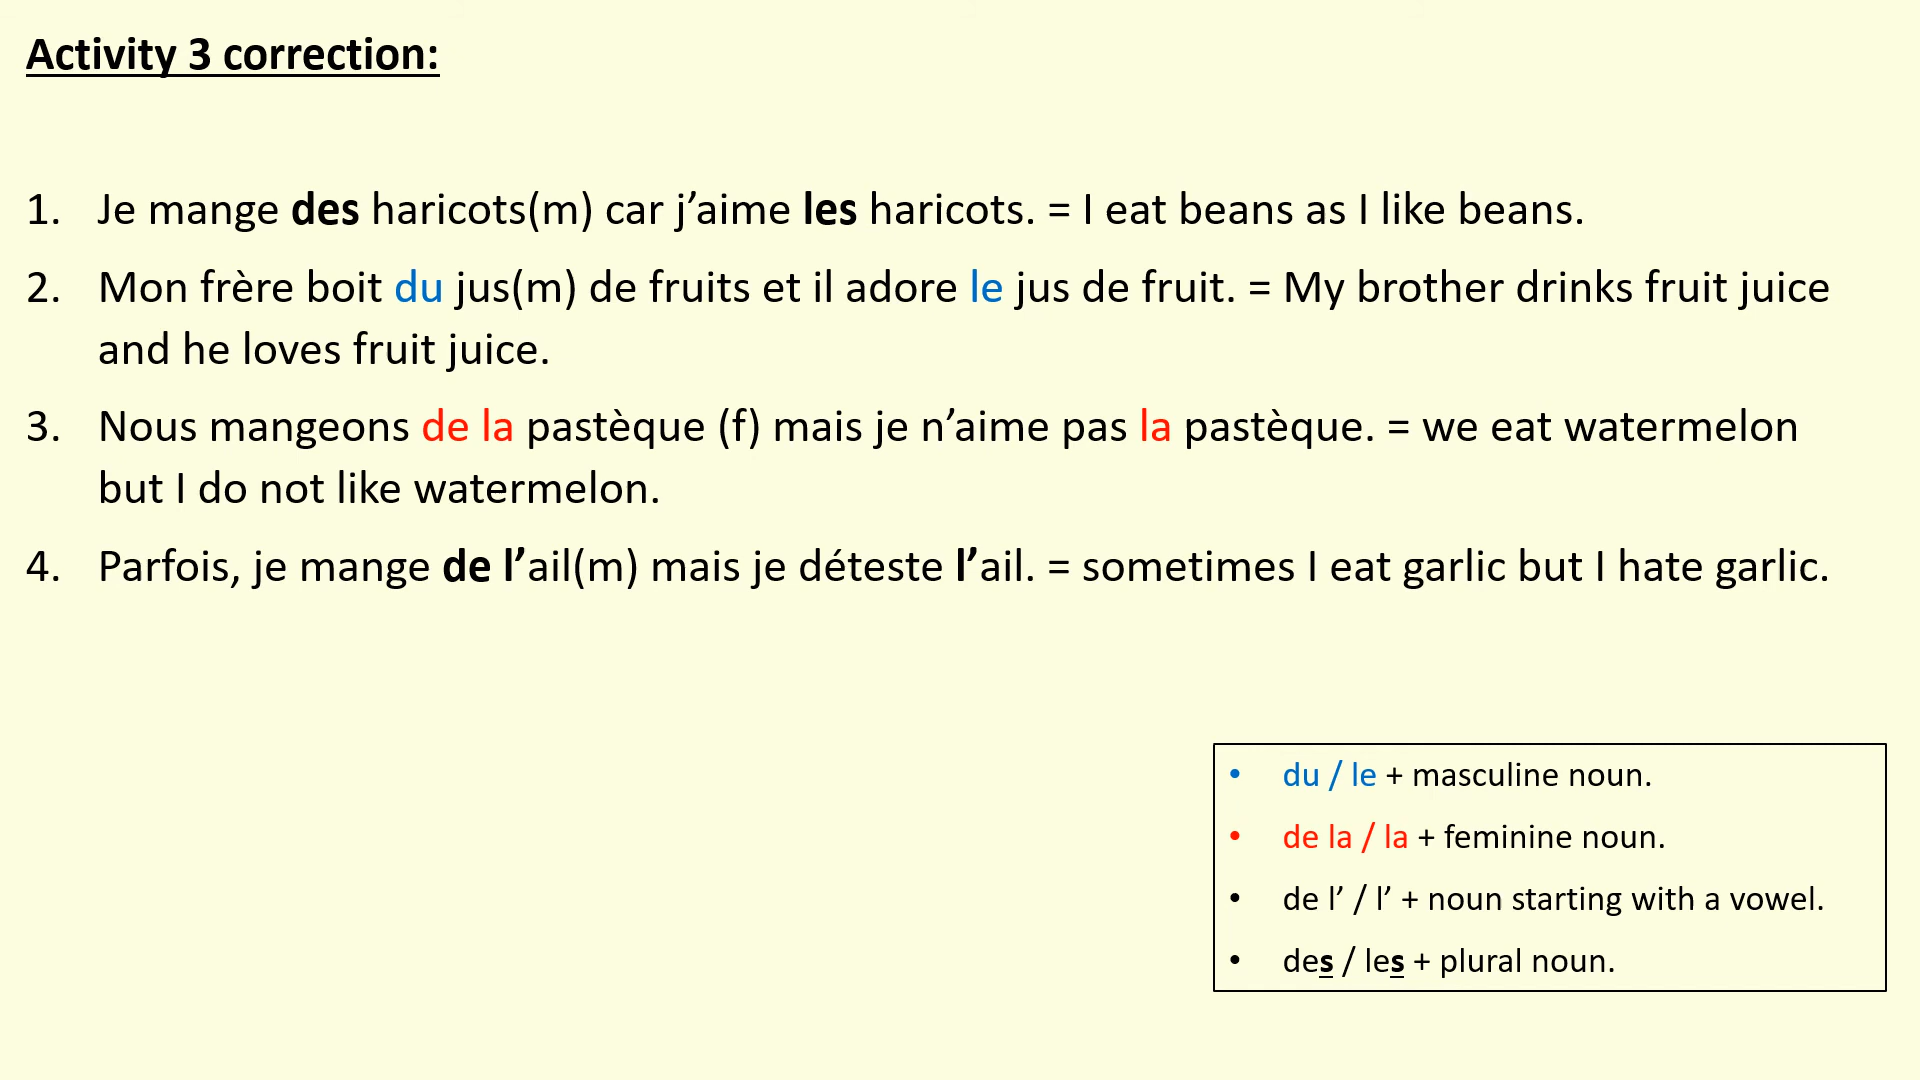 Activity 3 correction:
1. Je mange des haricots(m) car j’aime les haricots. = I eat beans as I like beans.
2. Mon frère boit du jus(m) de fruits et il adore le jus de fruit. = My brother drinks fruit juice
and he loves fruit juice.
3. Nous mangeons de la pastèque (f) mais je n’aime pas la pastèque. = we eat watermelon
but I do not like watermelon.
4. Parfois, je mange de l’ail(m) mais je déteste l’ail. = sometimes I eat garlic but I hate garlic.
• du / le + masculine noun.
• de la / la + feminine noun.
• de l’ / l’ + noun starting with a vowel.
• des / les + plural noun.